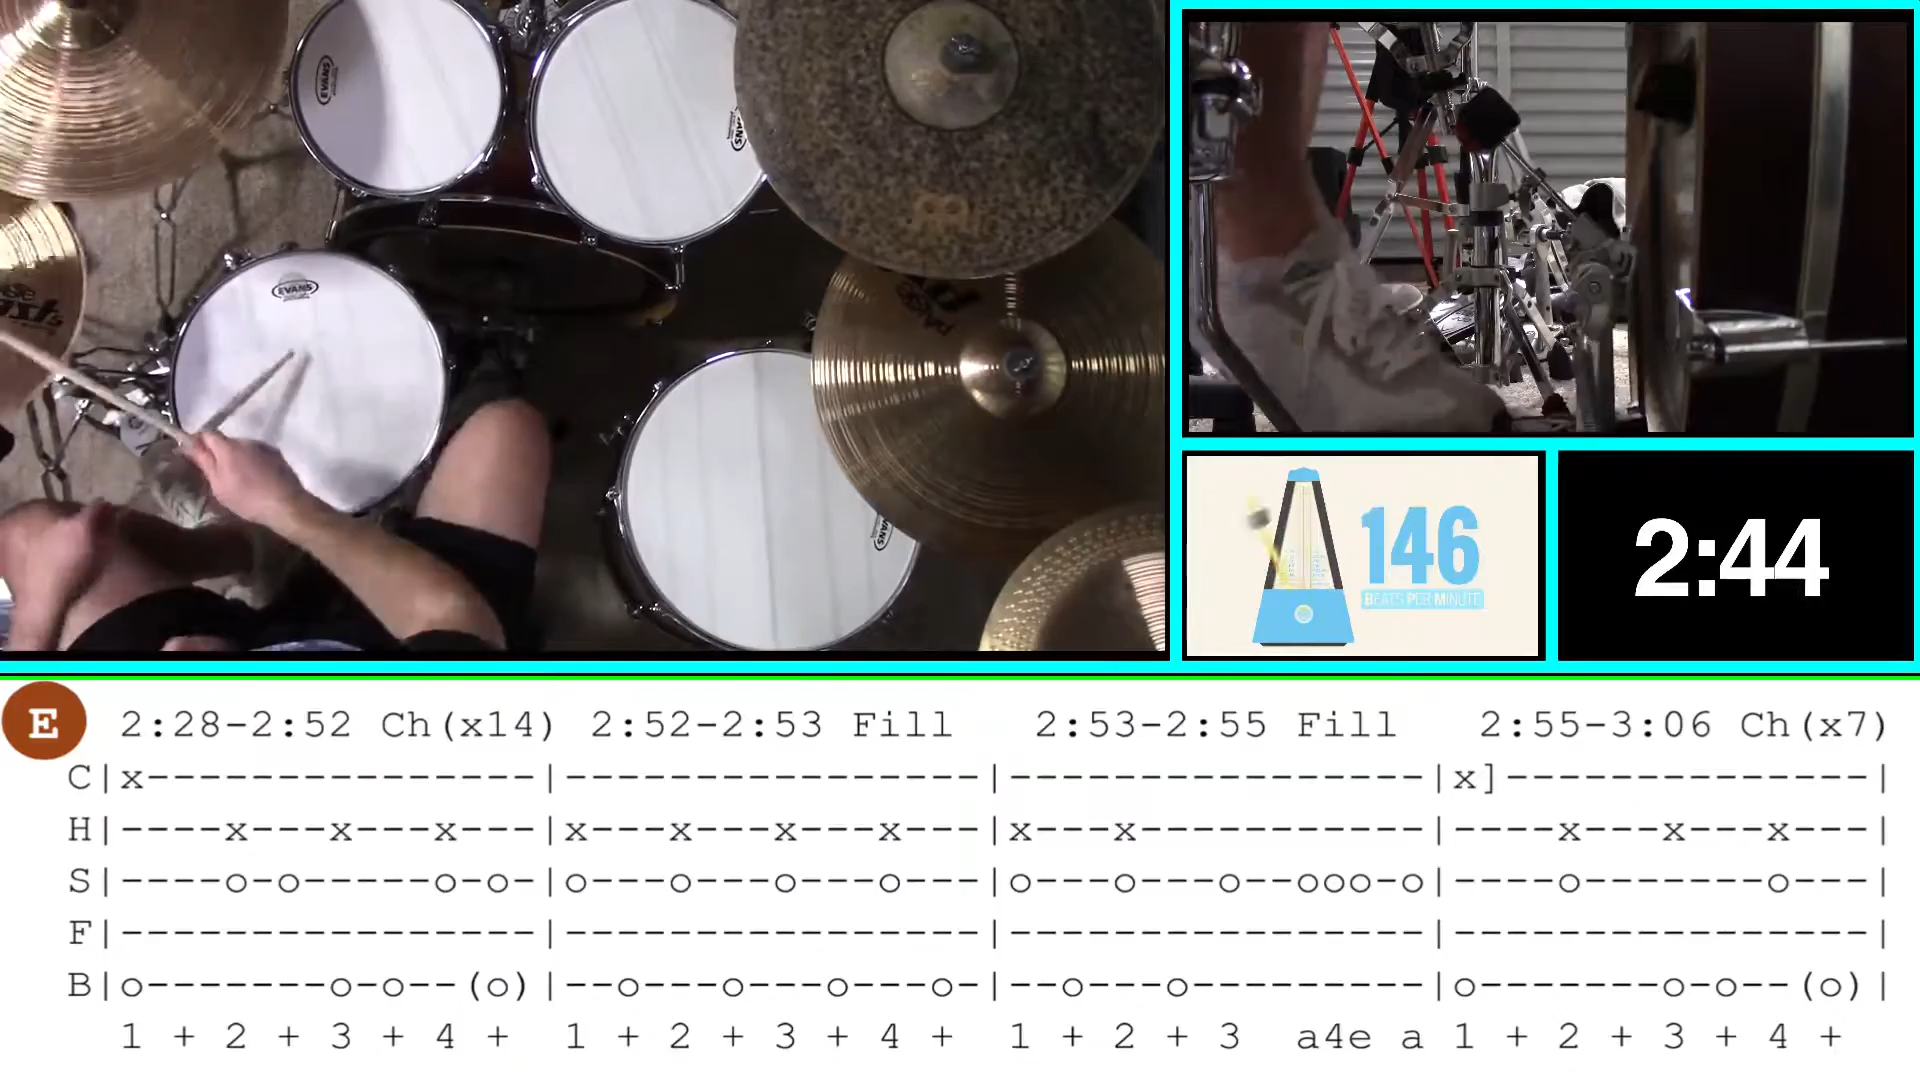 EVANS
EVANS
EVANS
EVANS
146
BEATS PER MINUTE
2:44
E 2:28-2:52 Ch(x14) 2:52-2:53 Fill 2:53-2:55 Fill 2:55-3:06 Ch(x7)
C|x---------------|----------------|----------------|x]--------------|
H|----x---x---x---|x---x---x---x---|x---x-----------|----x---x---x---|
S|----o-o-----o-o-|o---o---o---o---|o---o---o--ooo-o|----o-------o---|
F|----------------|----------------|----------------|----------------|
B|o-------o-o--(o)|--o---o---o---o-|--o---o---------|o-------o-o--(o)|
1 + 2 + 3 + 4 + 1 + 2 + 3 + 4 + 1 + 2 + 3 a4e a 1 + 2 + 3 + 4 +